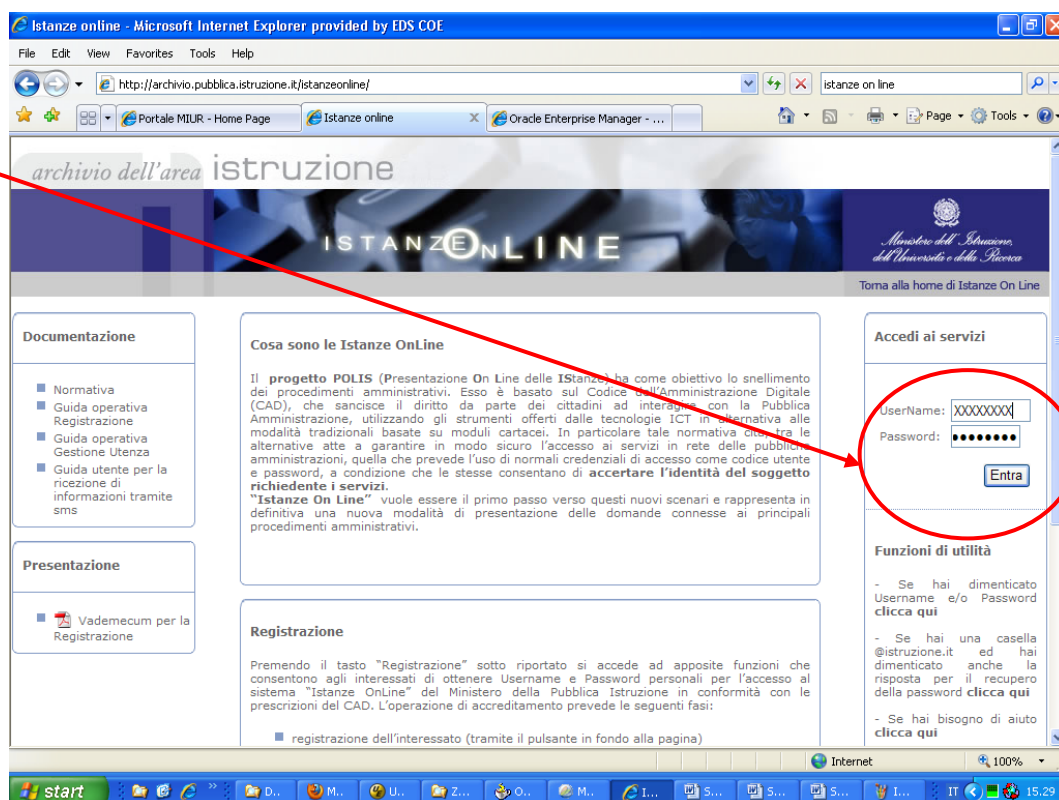 Istanze online - Microsoft Internet Explorer provided by EDS COE
File Edit View Favorites Tools Help
http://archivio.pubblica.istruzione.it/istanzeonline/
istanze on line
Portale MIUR - Home Page
Istanze online
Oracle Enterprise Manager - ...
Page
Tools
archivio dell'area istruzione
ISTANZE ON LINE
Ministero dell'Istruzione,
dell'Università e della Ricerca
Torna alla home di Istanze On Line
Documentazione
Normativa
Guida operativa
Registrazione
Guida operativa
Gestione Utenza
Guida utente per la
ricezione di
informazioni tramite
sms
Presentazione
Vademecum per la
Registrazione
Cosa sono le Istanze OnLine
Il progetto POLIS (Presentazione On Line delle IStanze) ha come obiettivo lo snellimento
dei procedimenti amministrativi. Esso è basato sul Codice dell'Amministrazione Digitale
(CAD), che sancisce il diritto da parte dei cittadini ad interagire con la Pubblica
Amministrazione, utilizzando gli strumenti offerti dalle tecnologie ICT in alternativa alle
modalità tradizionali basate su moduli cartacei. In particolare tale normativa cita, tra le
alternative atte a garantire in modo sicuro l'accesso ai servizi in rete delle pubbliche
amministrazioni, quella che prevede l'uso di normali credenziali di accesso come codice utente
e password, a condizione che le stesse consentano di accertare l'identità del soggetto
richiedente i servizi.
"Istanze On Line" vuole essere il primo passo verso questi nuovi scenari e rappresenta in
definitiva una nuova modalità di presentazione delle domande connesse ai principali
procedimenti amministrativi.
Registrazione
Premendo il tasto "Registrazione" sotto riportato si accede ad apposite funzioni che
consentono agli interessati di ottenere Username e Password personali per l'accesso al
sistema "Istanze OnLine" del Ministero della Pubblica Istruzione in conformità con le
prescrizioni del CAD. L'operazione di accreditamento prevede le seguenti fasi:
registrazione dell'interessato (tramite il pulsante in fondo alla pagina)
Accedi ai servizi
UserName: XXXXXXXX
Password: ●●●●●●●●
Entra
Funzioni di utilità
- Se hai dimenticato
Username e/o Password
clicca qui
- Se hai una casella
@istruzione.it ed hai
dimenticato anche la
risposta per il recupero
della password clicca qui
- Se hai bisogno di aiuto
clicca qui
Internet
100%
start
D..
M..
U..
Z...
O..
M..
I...
S...
S...
S...
I...
IT
15.29